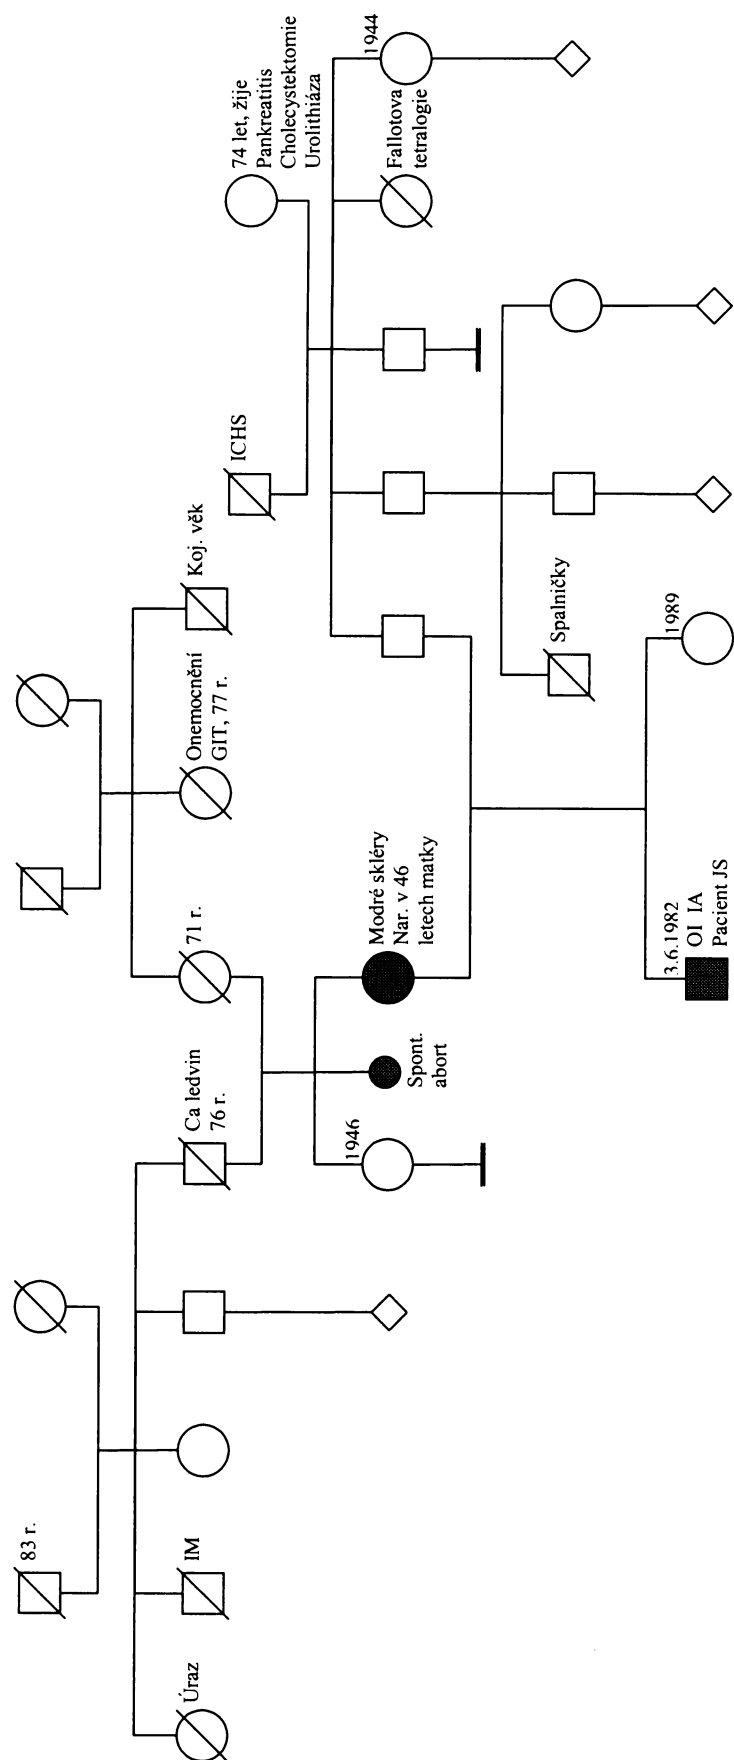 83 r.
Úraz
IM
Ca ledvin
76 r.
71 r.
Onemocnění
GIT, 77 r.
Koj. věk
ICHS
74 let, žije
Pankreatitis
Cholecystektomie
Urolithiáza
1946
Spont.
abort
Modré skléry
Nar. v 46
letech matky
Fallotova
tetralogie
1944
Spalničky
3.6.1982
OI IA
Pacient JS
1989